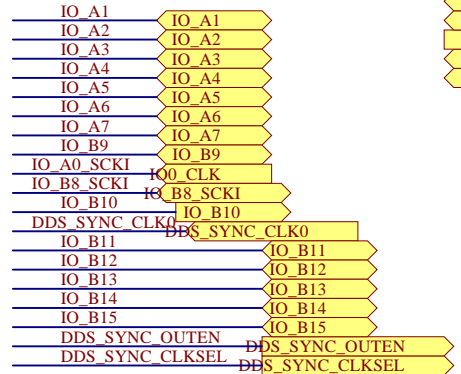 IO_A1 IO_A1
IO_A2 IO_A2
IO_A3 IO_A3
IO_A4 IO_A4
IO_A5 IO_A5
IO_A6 IO_A6
IO_A7 IO_A7
IO_B9 IO_B9
IO_A0_SCKI IO0_CLK
IO_B8_SCKI IO_B8_SCKI
IO_B10 IO_B10
DDS_SYNC_CLK0 DDS_SYNC_CLK0
IO_B11 IO_B11
IO_B12 IO_B12
IO_B13 IO_B13
IO_B14 IO_B14
IO_B15 IO_B15
DDS_SYNC_OUTEN DDS_SYNC_OUTEN
DDS_SYNC_CLKSEL DDS_SYNC_CLKSEL